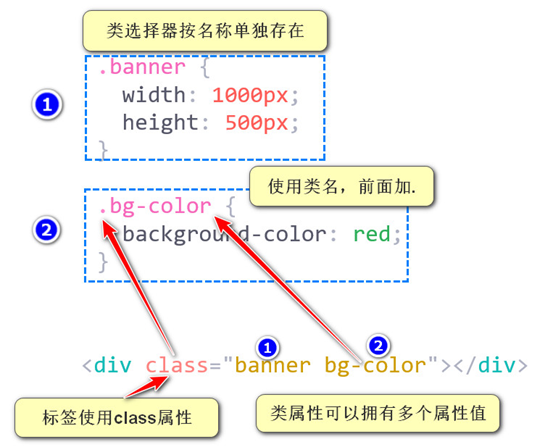 类选择器按名称单独存在
.banner {
1
width: 1000px;
height: 500px;
}
使用类名，前面加.
.bg-color {
2
background-color: red;
}
1
2
<div class="banner bg-color"></div>
标签使用class属性
类属性可以拥有多个属性值